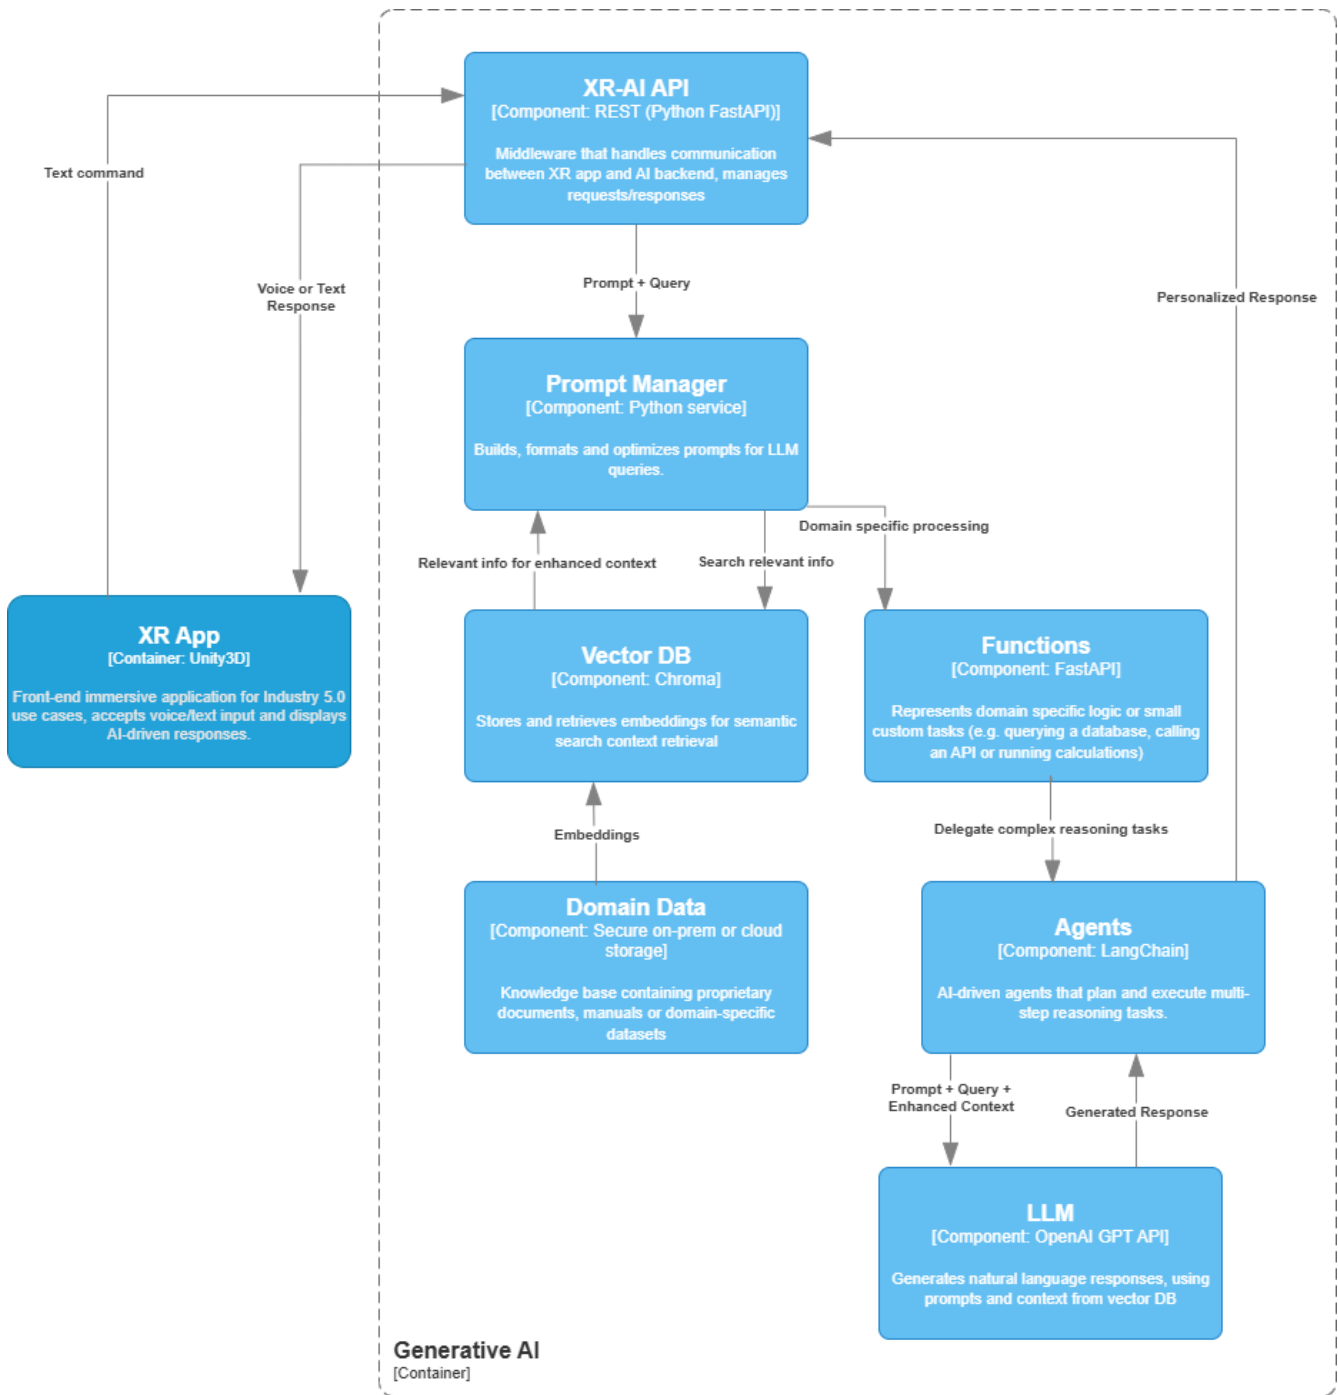 XR-AI API
[Component: REST (Python FastAPI)]
Middleware that handles communication
between XR app and AI backend, manages
requests/responses
Text command
Voice or Text
Response
Prompt + Query
Personalized Response
Prompt Manager
[Component: Python service]
Builds, formats and optimizes prompts for LLM
queries.
Domain specific processing
Relevant info for enhanced context
Search relevant info
XR App
[Container: Unity3D]
Front-end immersive application for Industry 5.0
use cases, accepts voice/text input and displays
AI-driven responses.
Vector DB
[Component: Chroma]
Stores and retrieves embeddings for semantic
search context retrieval
Functions
[Component: FastAPI]
Represents domain specific logic or small
custom tasks (e.g. querying a database, calling
an API or running calculations)
Embeddings
Delegate complex reasoning tasks
Domain Data
[Component: Secure on-prem or cloud
storage]
Knowledge base containing proprietary
documents, manuals or domain-specific
datasets
Agents
[Component: LangChain]
AI-driven agents that plan and execute multi-
step reasoning tasks.
Prompt + Query +
Enhanced Context
Generated Response
LLM
[Component: OpenAI GPT API]
Generates natural language responses, using
prompts and context from vector DB
Generative AI
[Container]